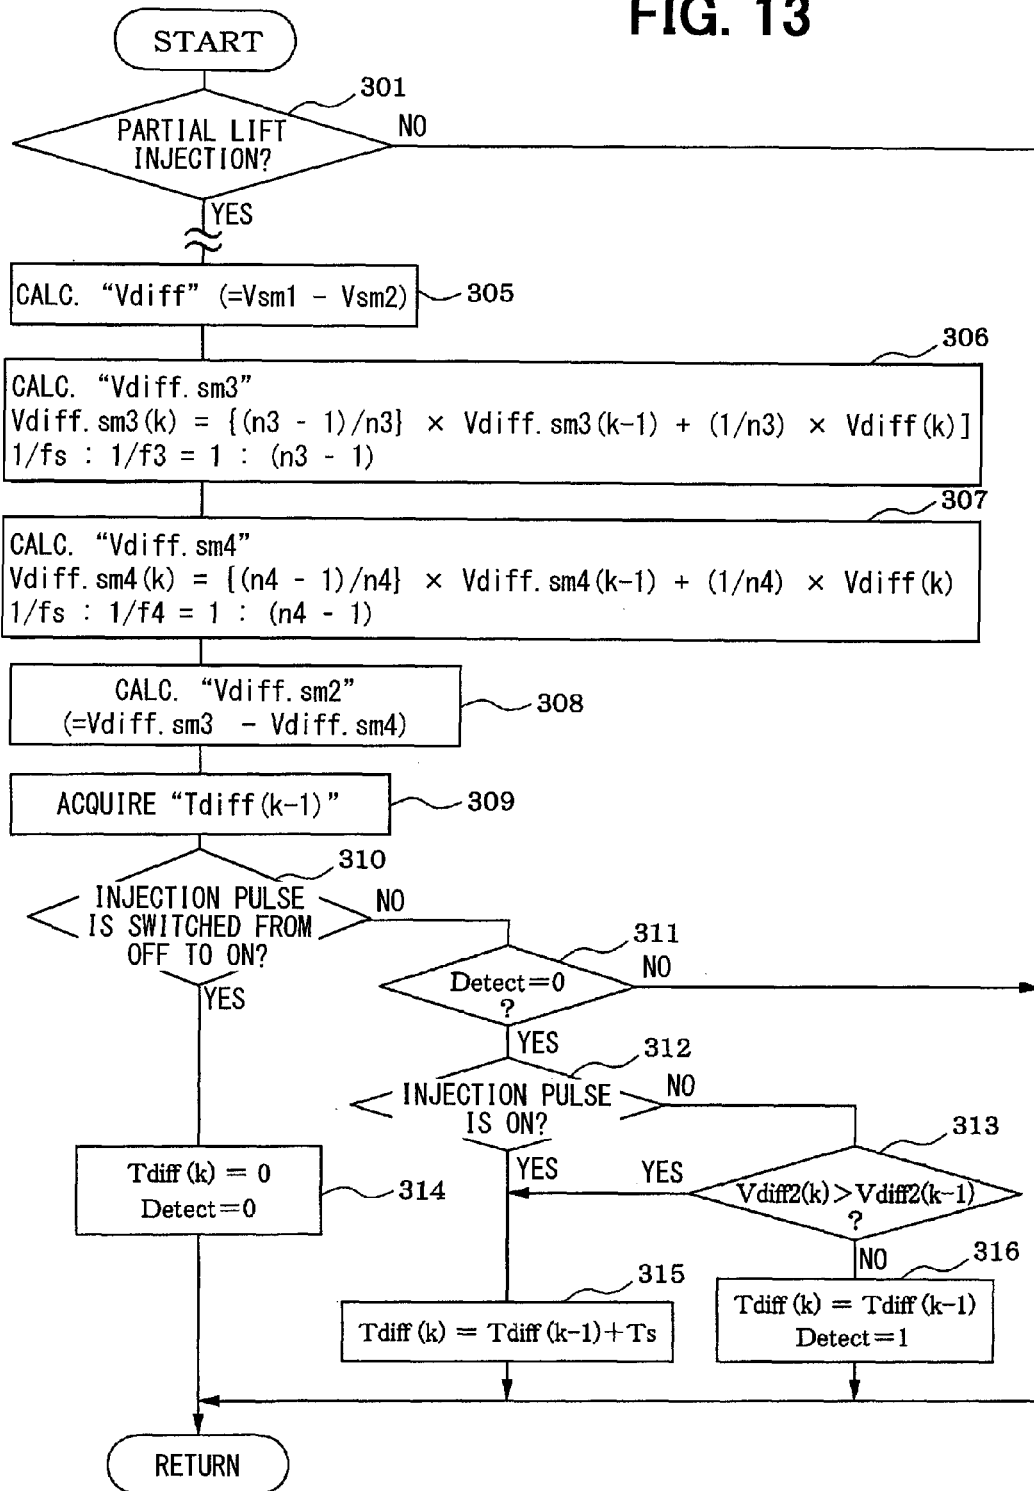 FIG. 13
START
301
PARTIAL LIFT
INJECTION?
NO
YES
CALC. “Vdiff” (=Vsm1 - Vsm2)
305
306
CALC. “Vdiff.sm3”
Vdiff.sm3(k) = {(n3 - 1)/n3} × Vdiff.sm3(k-1) + (1/n3) × Vdiff(k)]
1/fs : 1/f3 = 1 : (n3 - 1)
307
CALC. “Vdiff.sm4”
Vdiff.sm4(k) = {(n4 - 1)/n4} × Vdiff.sm4(k-1) + (1/n4) × Vdiff(k)
1/fs : 1/f4 = 1 : (n4 - 1)
CALC. “Vdiff.sm2”
(=Vdiff.sm3 - Vdiff.sm4)
308
ACQUIRE “Tdiff(k-1)”
309
310
INJECTION PULSE
IS SWITCHED FROM
OFF TO ON?
NO
YES
311
Detect=0
?
NO
YES
312
INJECTION PULSE
IS ON?
NO
YES
313
Vdiff2(k)>Vdiff2(k-1)
?
YES
NO
Tdiff(k) = 0
Detect=0
314
315
Tdiff(k) = Tdiff(k-1)+Ts
316
Tdiff(k) = Tdiff(k-1)
Detect=1
RETURN